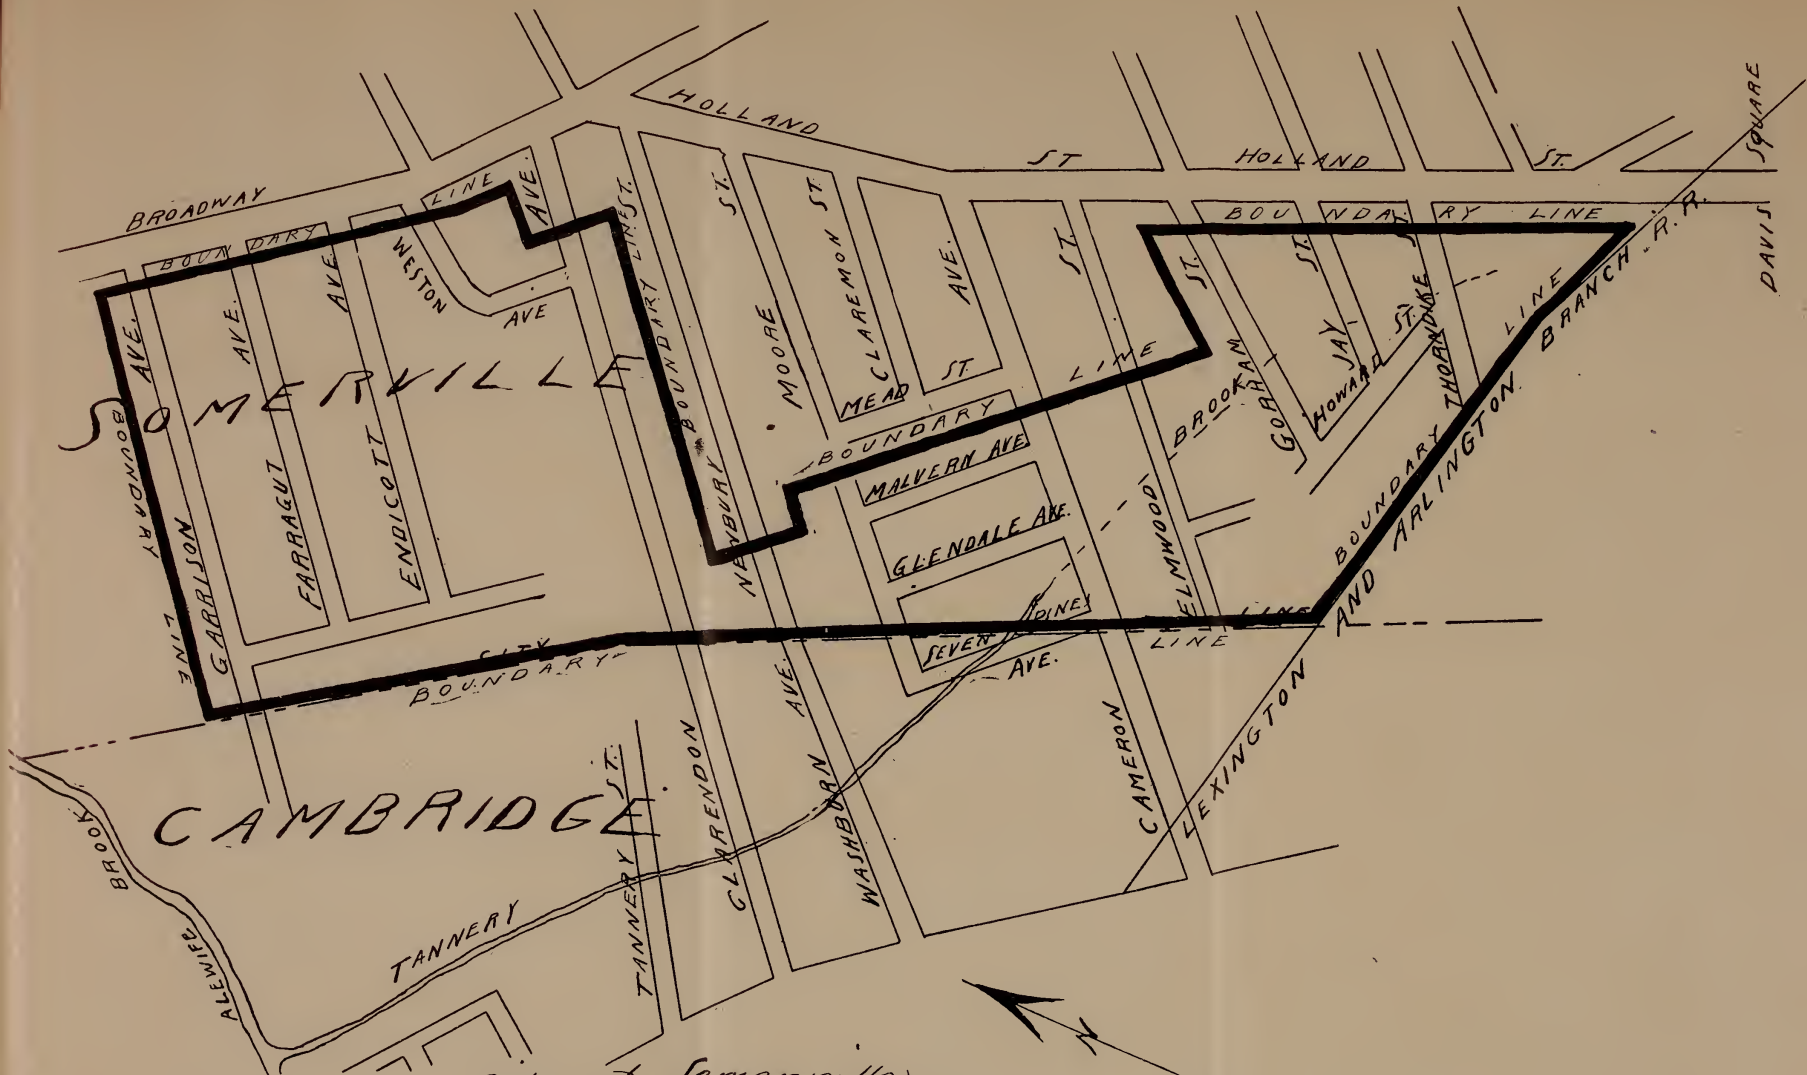 HOLLAND
ST
HOLLAND
ST.
SQUARE
DAVIS
BROADWAY
BOUNDARY
LINE
AVE.
ST.
ST.
ST.
AVE.
ST.
ST.
ST.
ST.
BOUNDARY LINE
BRANCH R.R.
WESTON
AVE
AVE.
AVE.
AVE.
BOUNDARY LINE
SOMERVILLE
MOORE
CLAREMON
MEAD ST.
BOUNDARY LINE
MALVERN AVE.
GLENDALE AVE.
SEVEN PINES
AVE.
BROOK
GORHAM
JAY
HOWARD ST.
THORNDIKE
BOUNDARY LINE
LEXINGTON AND ARLINGTON
BOUNDARY
LINE
GARRISON
FARRAGUT
ENDICOTT
NEWBURY
ELMWOOD
CITY
BOUNDARY
LINE
LINE
AVE.
CAMBRIDGE
TANNERY ST.
CLARENDON
WASHBURN
CAMERON
TANNERY
ALEWIFE BROOK
N